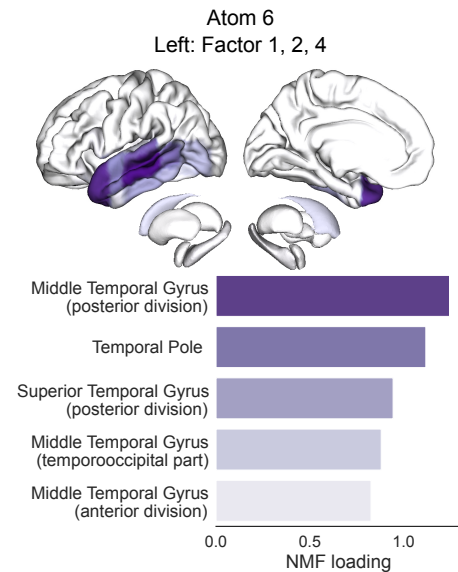 Atom 6
Left: Factor 1, 2, 4
Middle Temporal Gyrus
(posterior division)
Temporal Pole
Superior Temporal Gyrus
(posterior division)
Middle Temporal Gyrus
(temporooccipital part)
Middle Temporal Gyrus
(anterior division)
0.0 0.5 1.0
NMF loading